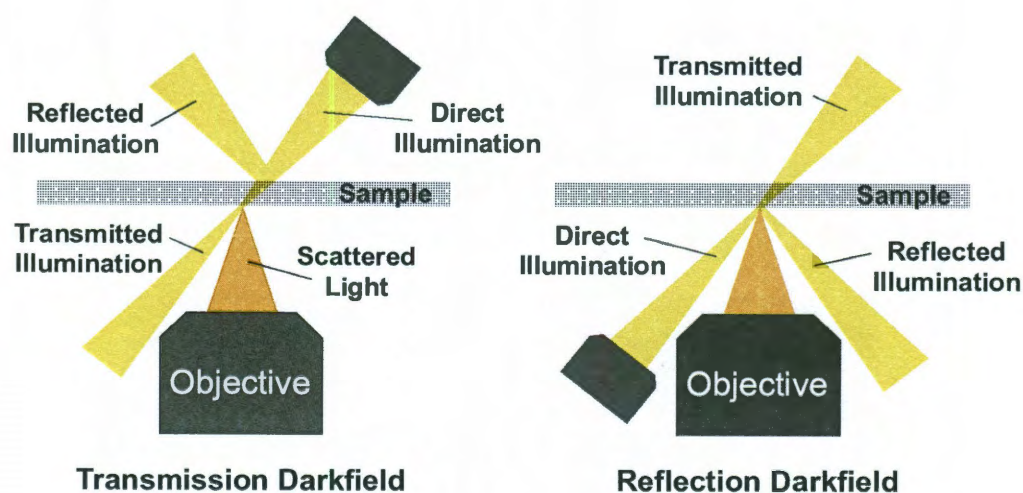 Reflected
Illumination
Direct
Illumination
Sample
Transmitted
Illumination
Scattered
Light
Objective
Transmission Darkfield
Transmitted
Illumination
Sample
Direct
Illumination
Reflected
Illumination
Objective
Reflection Darkfield